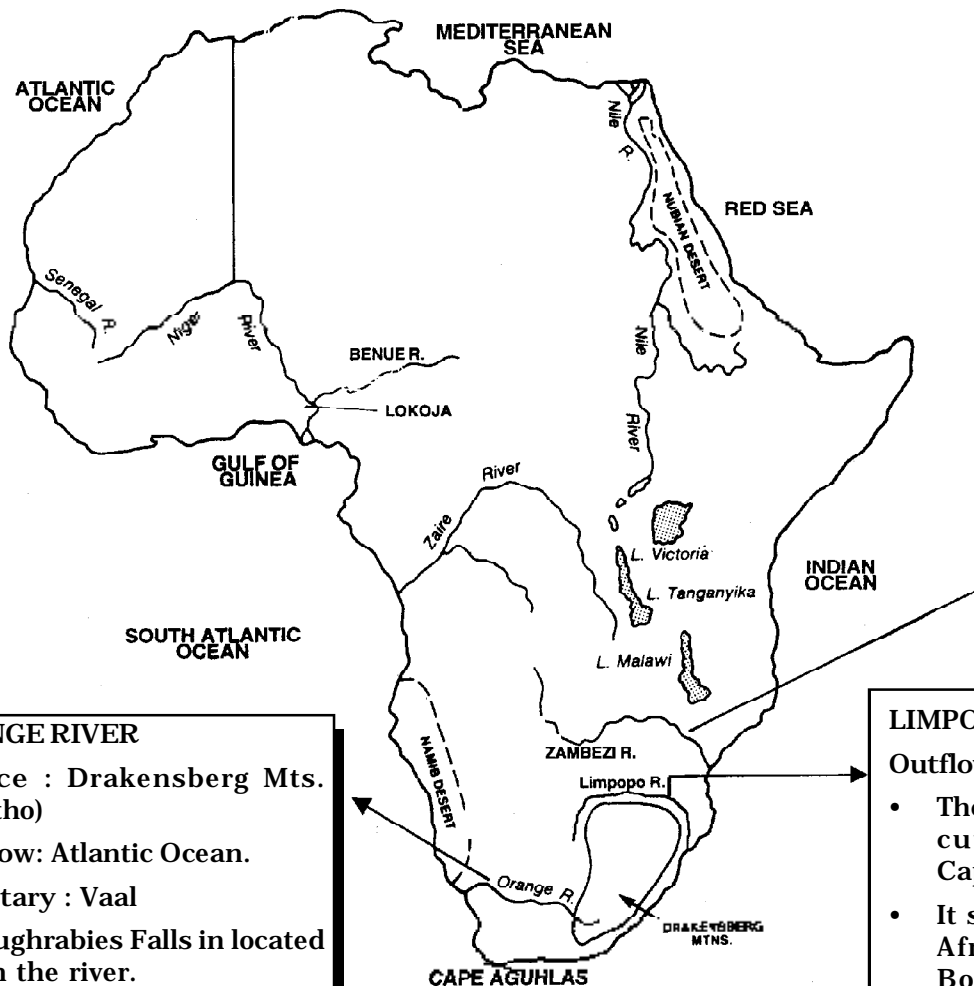 MEDITERRANEAN
SEA
ATLANTIC
OCEAN
Nile
R.
RED SEA
NUBIAN DESERT
Senegal R.
Niger
River
BENUE R.
Nile
River
LOKOJA
GULF OF
GUINEA
River
Zaire
L. Victoria
INDIAN
OCEAN
L. Tanganyika
SOUTH ATLANTIC
OCEAN
L. Malawi
NGE RIVER
ce : Drakensberg Mts.
tho)
ow: Atlantic Ocean.
tary : Vaal
ughrabies Falls in located
n the river.
NAMIB DESERT
ZAMBEZI R.
Limpopo R.
Orange R.
DRAKENSBERG
MTNS.
CAPE AGUHLAS
LIMPO
Outflow
• The
cu
Cap
• It s
Afr
Bo